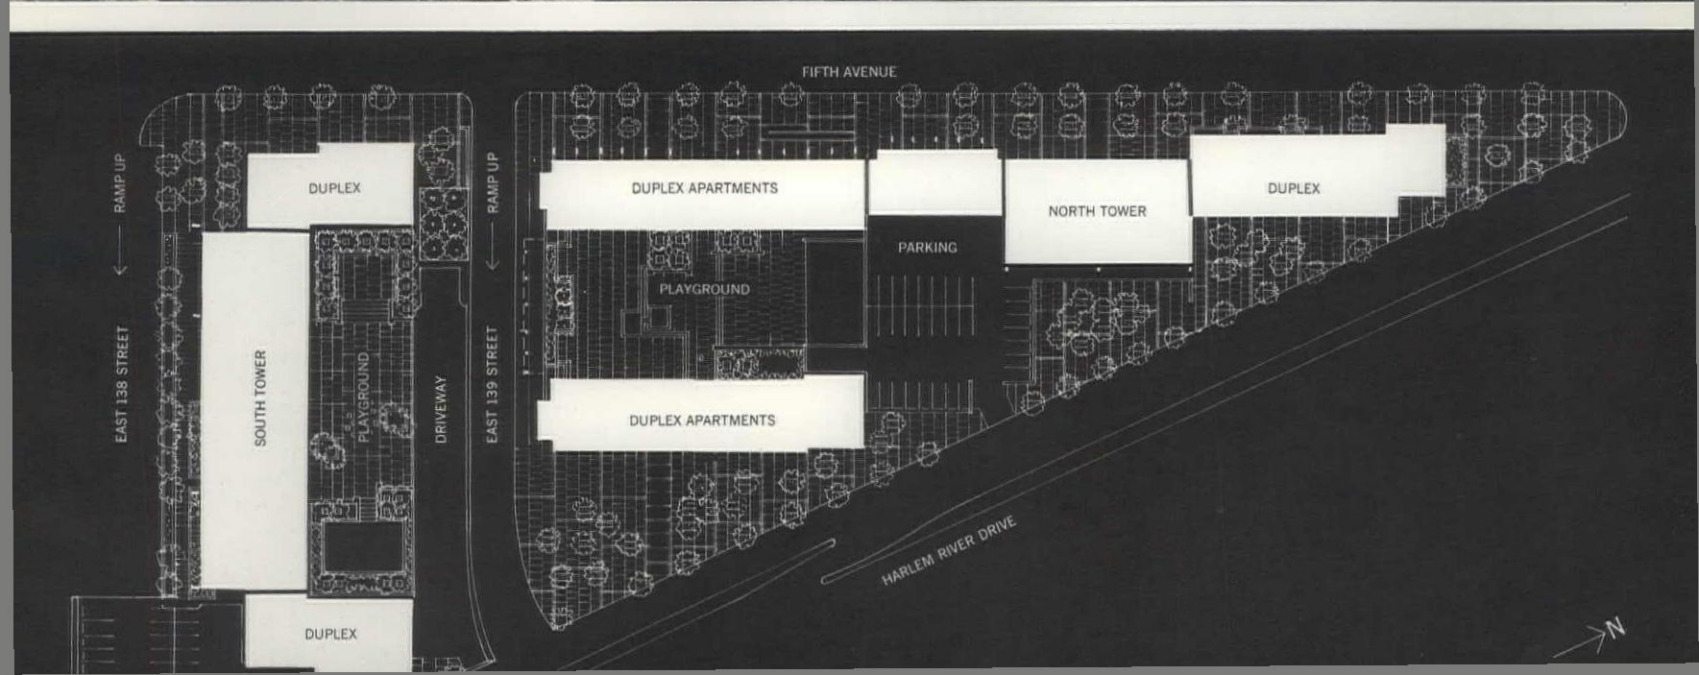 FIFTH AVENUE
RAMP UP
EAST 138 STREET
DUPLEX
SOUTH TOWER
PLAYGROUND
DRIVEWAY
DUPLEX
RAMP UP
EAST 139 STREET
DUPLEX APARTMENTS
PLAYGROUND
DUPLEX APARTMENTS
PARKING
NORTH TOWER
DUPLEX
HARLEM RIVER DRIVE
N